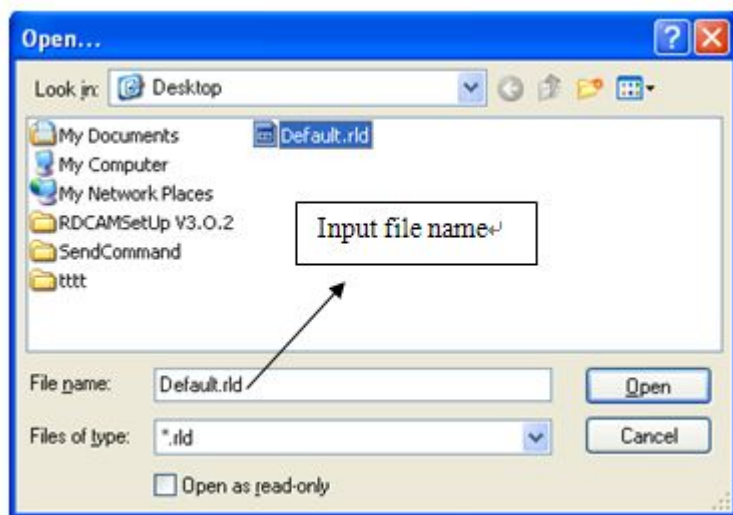 Open...
Look in: Desktop
My Documents Default.rld
My Computer
My Network Places
RDCAMSetUp V3.0.2
SendCommand
tttt
Input file name↵
File name: Default.rld Open
Files of type: *.rld Cancel
Open as read-only